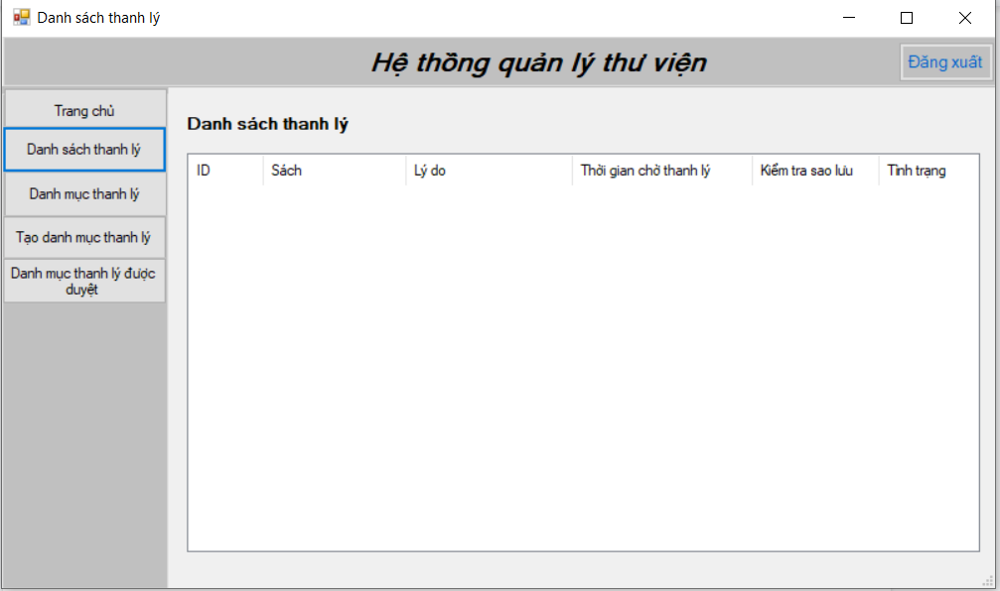 Danh sách thanh lý
Hệ thồng quản lý thư viện
Đăng xuất
Trang chủ
Danh sách thanh lý
Danh mục thanh lý
Tạo danh mục thanh lý
Danh mục thanh lý được
duyệt
Danh sách thanh lý
ID Sách Lý do Thời gian chờ thanh lý Kiểm tra sao lưu Tình trạng